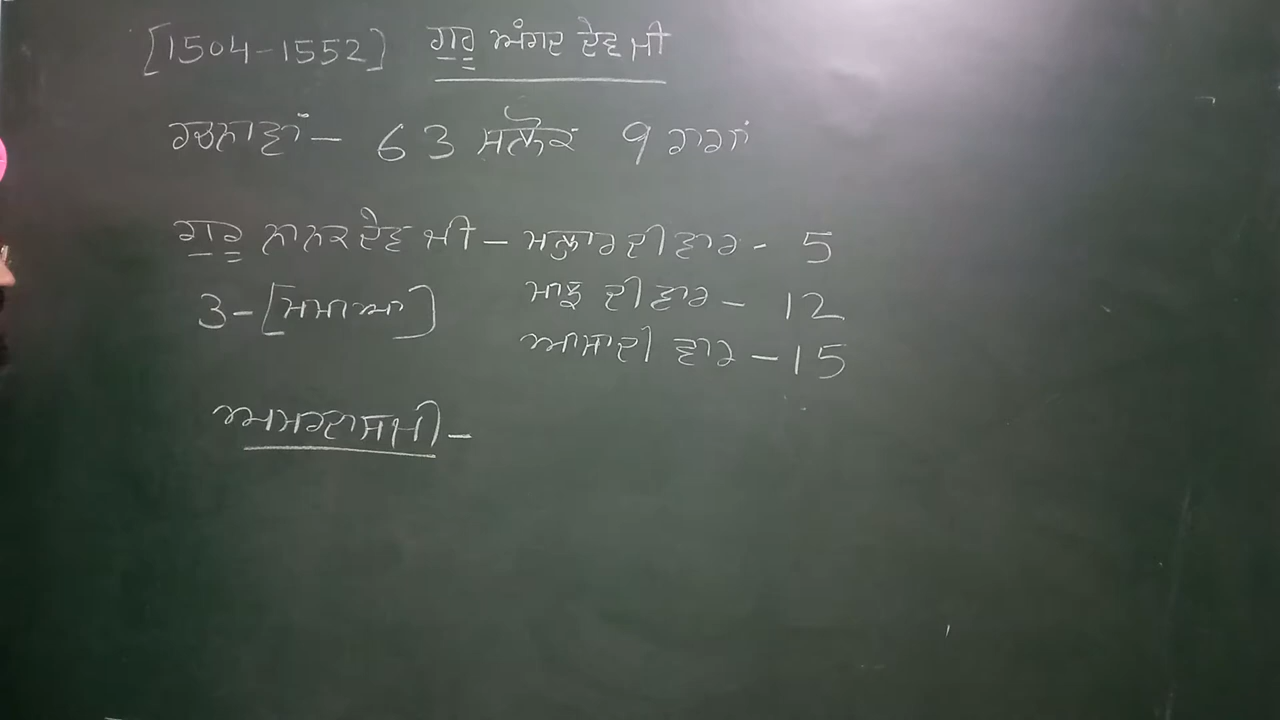 [1504-1552] ਗੁਰੂ ਅੰਗਦ ਦੇਵ ਜੀ
ਰਚਨਾਵਾਂ - 63 ਸਲੋਕ 9 ਰਾਗਾਂ
ਗੁਰੂ ਨਾਨਕ ਦੇਵ ਜੀ - ਮਲਾਰ ਦੀ ਵਾਰ - 5
3 - [ਸਮਾਂ] ਮਾਝ ਦੀ ਵਾਰ - 12
ਆਸਾ ਦੀ ਵਾਰ - 15
ਅਮਰਦਾਸ ਜੀ -